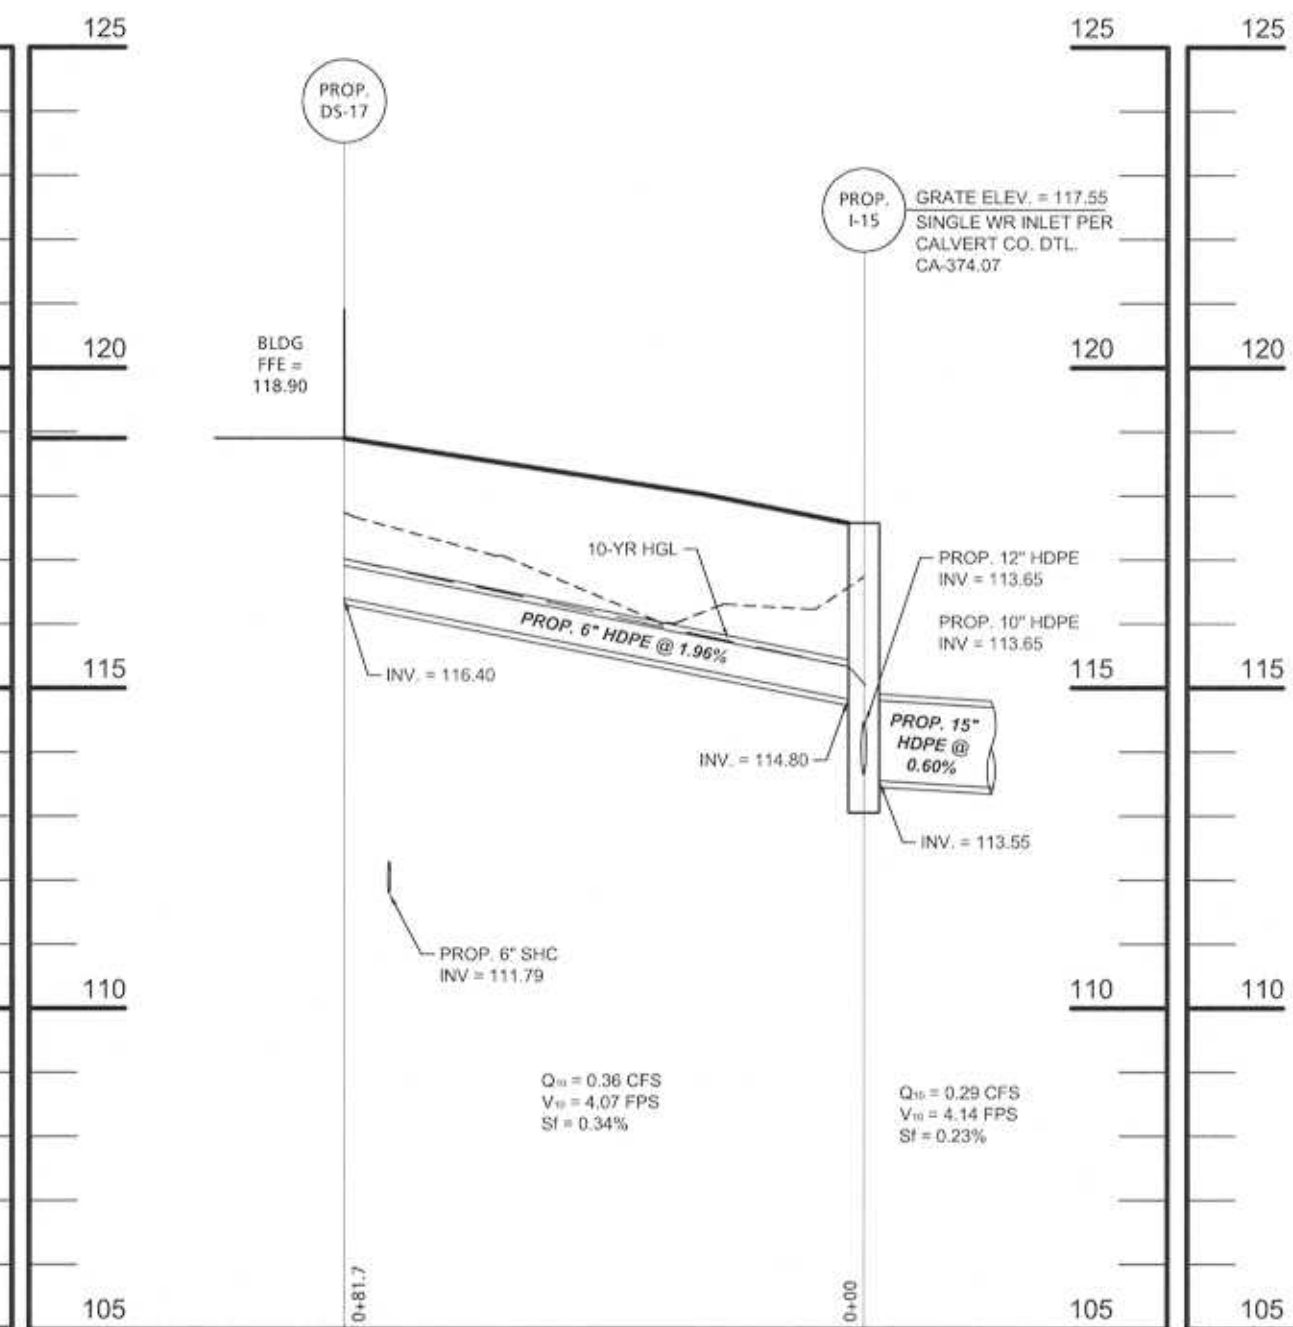 125
125
125
PROP.
DS-17
PROP.
I-15
GRATE ELEV. = 117.55
SINGLE WR INLET PER
CALVERT CO. DTL.
CA-374.07
BLDG
FFE =
118.90
120
120
120
10-YR HGL
PROP. 12" HDPE
INV = 113.65
PROP. 10" HDPE
INV = 113.65
PROP. 6" HDPE @ 1.96%
INV. = 116.40
115
115
115
PROP. 15"
HDPE @
0.60%
INV. = 114.80
INV. = 113.55
PROP. 6" SHC
INV = 111.79
110
110
110
Q₁₀ = 0.36 CFS
V₁₀ = 4.07 FPS
Sf = 0.34%
Q₁₀ = 0.29 CFS
V₁₀ = 4.14 FPS
Sf = 0.23%
0+81.7
0+00
105
105
105